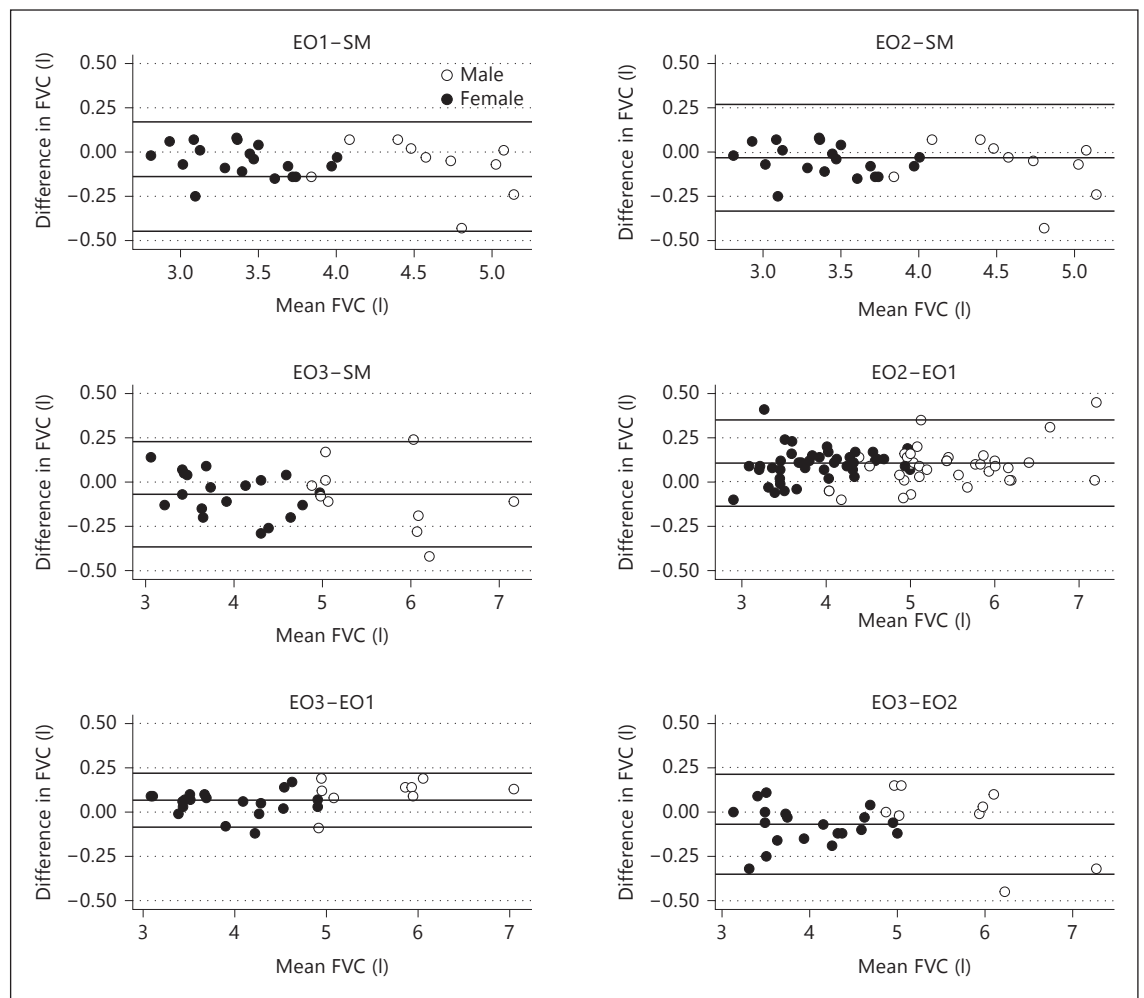 EO1–SM
Difference in FVC (l)
0.50
0.25
0.00
−0.25
−0.50
Male
Female
3.0 3.5 4.0 4.5 5.0
Mean FVC (l)
EO2–SM
Difference in FVC (l)
0.50
0.25
0.00
−0.25
−0.50
3.0 3.5 4.0 4.5 5.0
Mean FVC (l)
EO3–SM
Difference in FVC (l)
0.50
0.25
0.00
−0.25
−0.50
3 4 5 6 7
Mean FVC (l)
EO2–EO1
Difference in FVC (l)
0.50
0.25
0.00
−0.25
−0.50
3 4 5 6 7
Mean FVC (l)
EO3–EO1
Difference in FVC (l)
0.50
0.25
0.00
−0.25
−0.50
3 4 5 6 7
Mean FVC (l)
EO3–EO2
Difference in FVC (l)
0.50
0.25
0.00
−0.25
−0.50
3 4 5 6 7
Mean FVC (l)